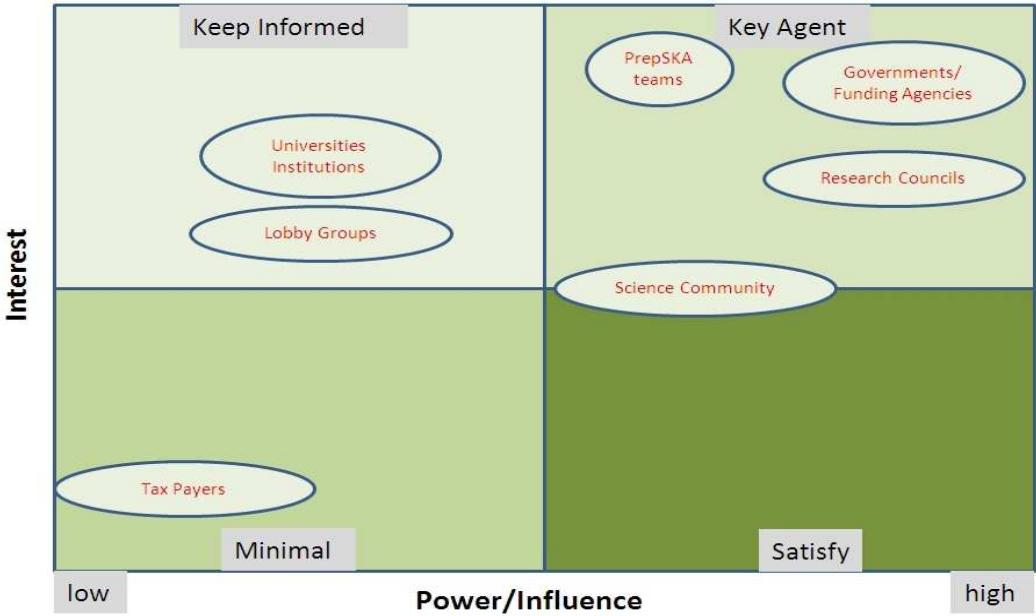 Keep Informed
Key Agent
PrepSKA
teams
Governments/
Funding Agencies
Universities
Institutions
Research Councils
Lobby Groups
Interest
Science Community
Tax Payers
Minimal
Satisfy
low
Power/Influence
high